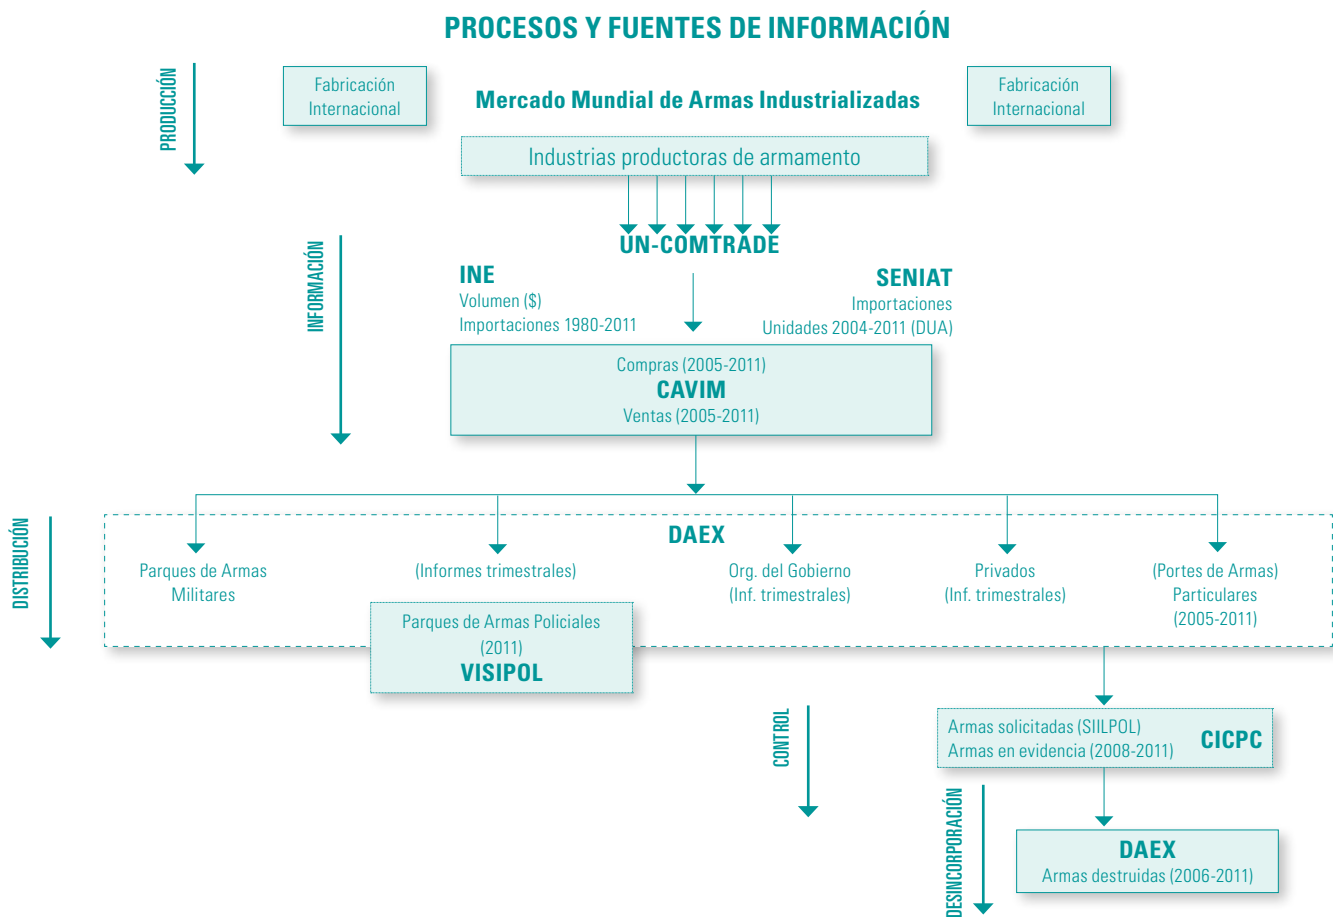 PROCESOS Y FUENTES DE INFORMACIÓN
PRODUCCIÓN
Fabricación
Internacional
Mercado Mundial de Armas Industrializadas
Fabricación
Internacional
Industrias productoras de armamento
INFORMACIÓN
UN-COMTRADE
INE
Volumen ($)
Importaciones 1980-2011
SENIAT
Importaciones
Unidades 2004-2011 (DUA)
Compras (2005-2011)
CAVIM
Ventas (2005-2011)
DISTRIBUCIÓN
DAEX
Parques de Armas
Militares
(Informes trimestrales)
Parques de Armas Policiales
(2011)
VISIPOL
Org. del Gobierno
(Inf. trimestrales)
Privados
(Inf. trimestrales)
(Portes de Armas)
Particulares
(2005-2011)
CONTROL
Armas solicitadas (SIILPOL)
Armas en evidencia (2008-2011)
CICPC
DESINCORPORACIÓN
DAEX
Armas destruidas (2006-2011)